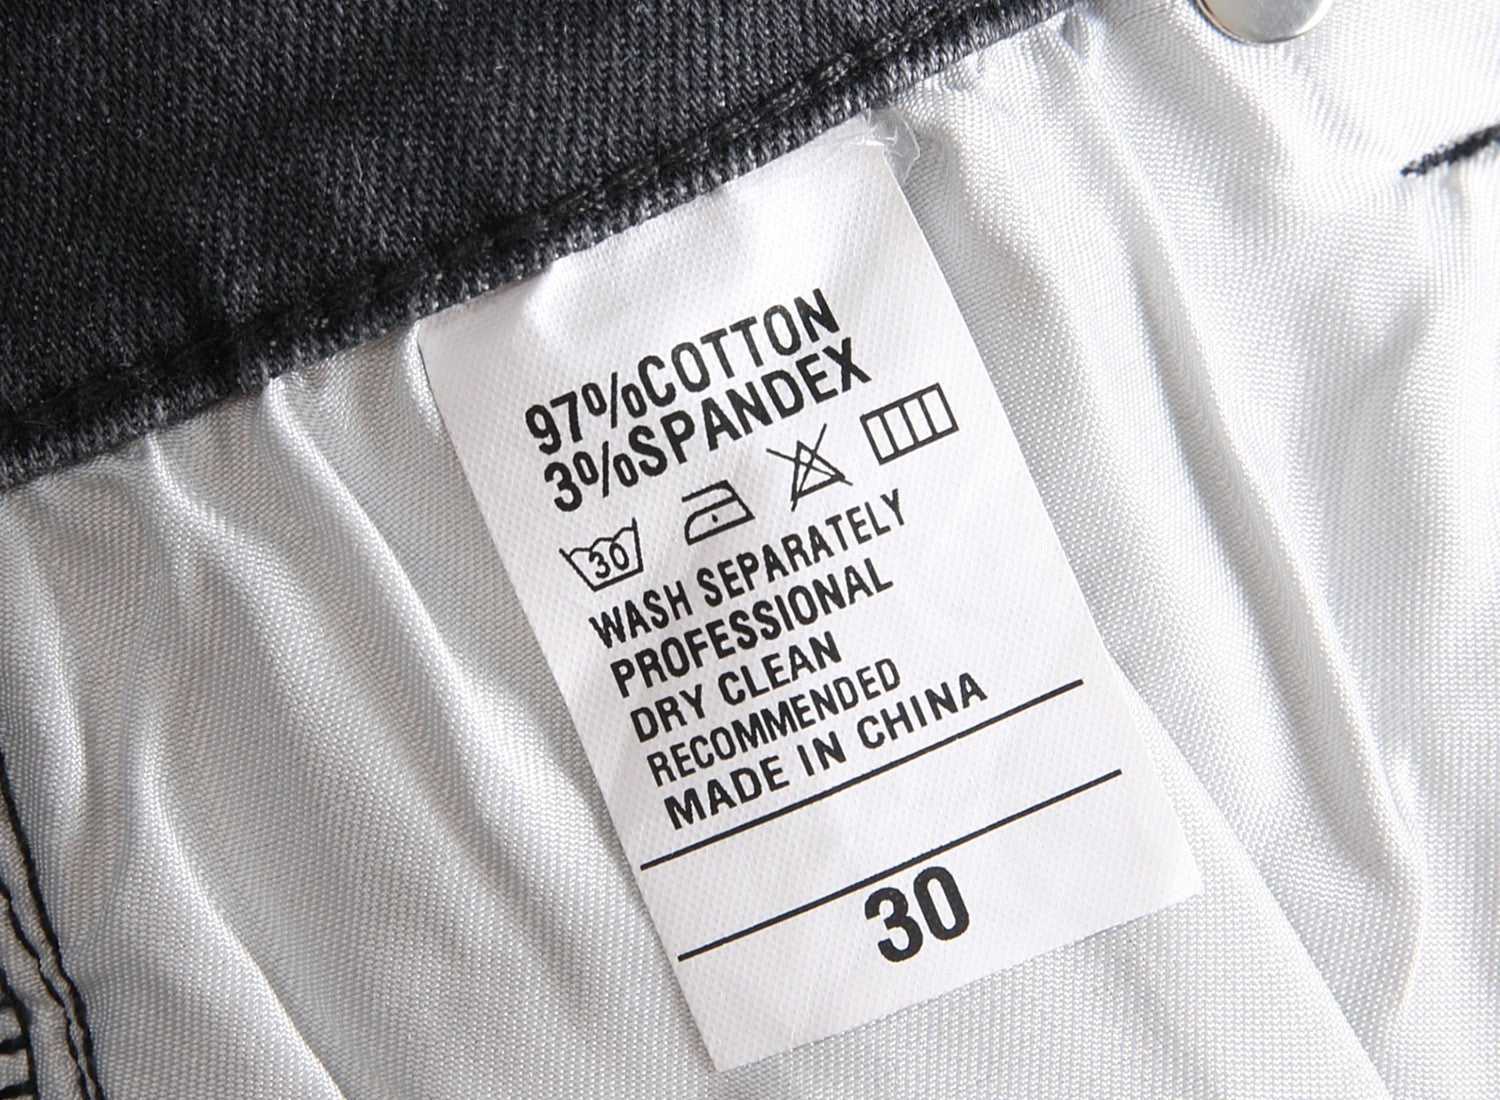 97%COTTON
3%SPANDEX
30
WASH SEPARATELY
PROFESSIONAL
DRY CLEAN
RECOMMENDED
MADE IN CHINA
30